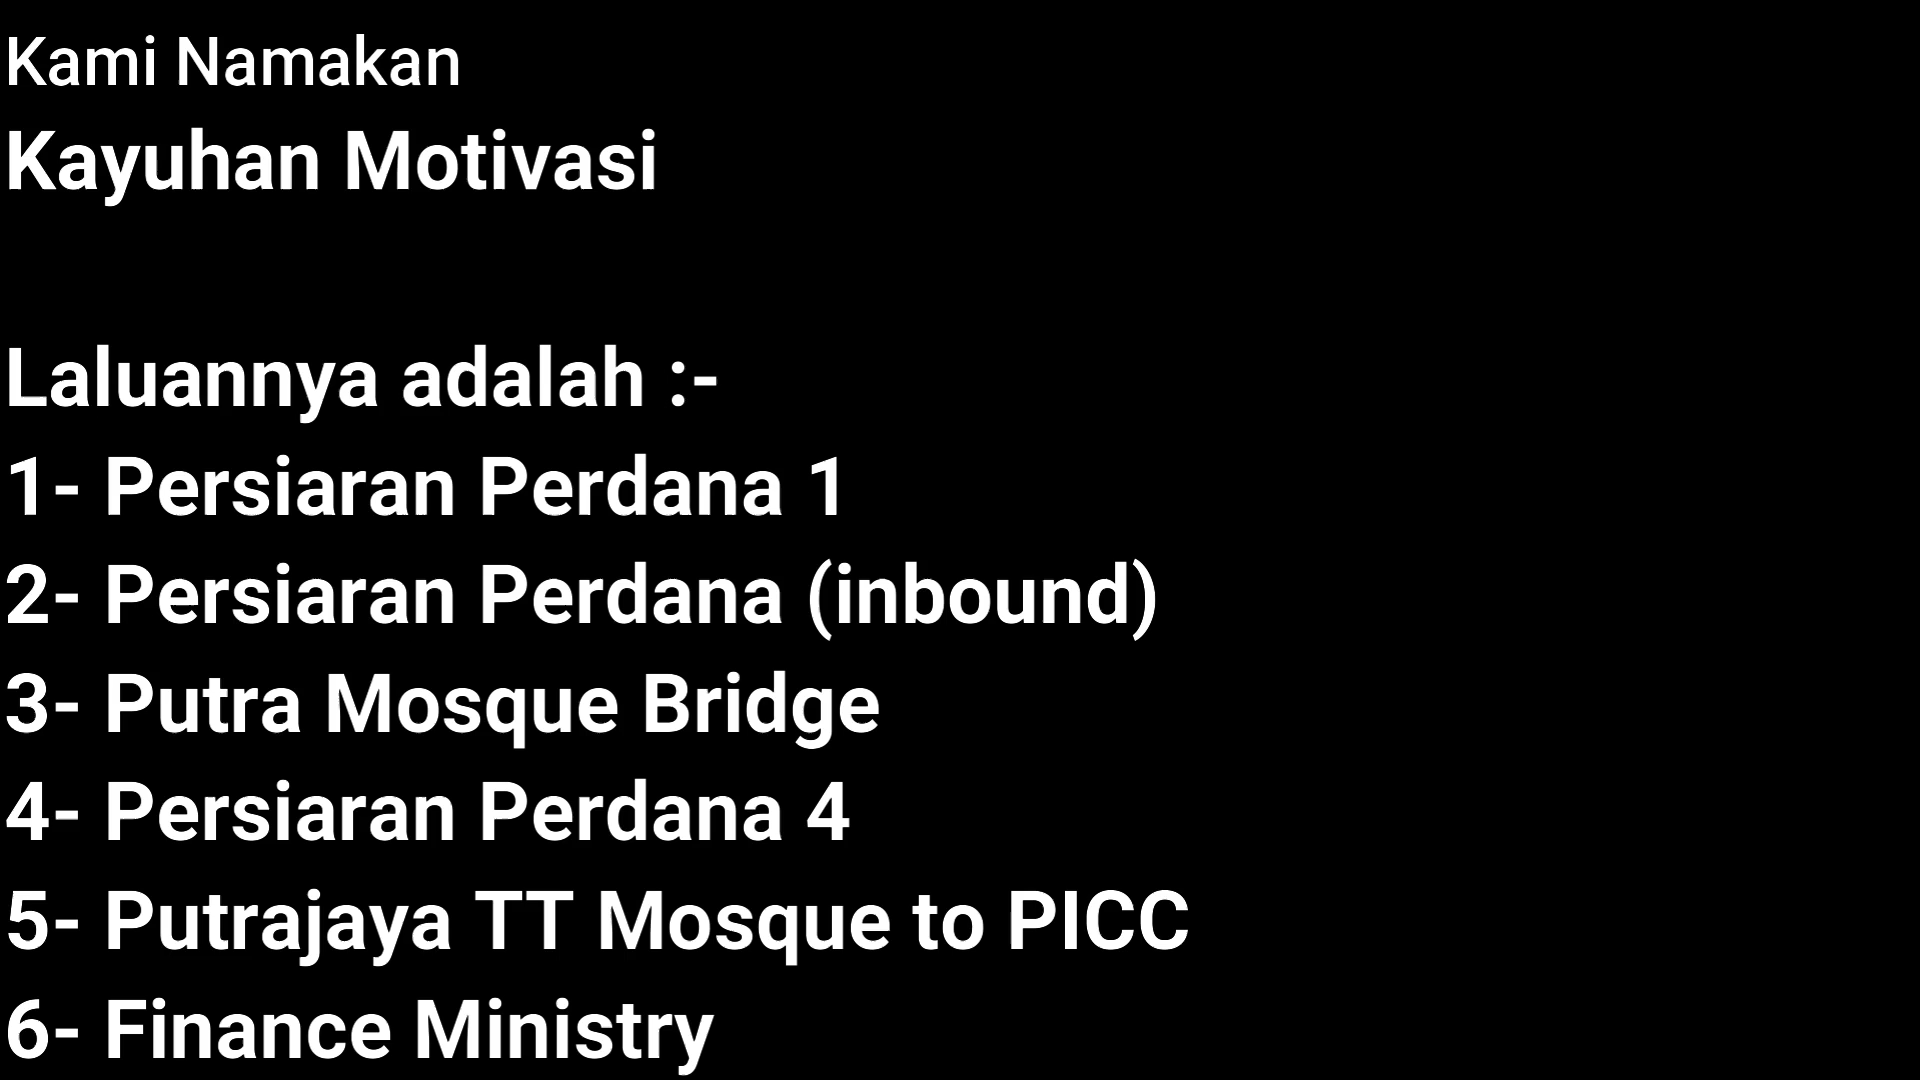 Kami Namakan
Kayuhan Motivasi
Laluannya adalah :-
1- Persiaran Perdana 1
2- Persiaran Perdana (inbound)
3- Putra Mosque Bridge
4- Persiaran Perdana 4
5- Putrajaya TT Mosque to PICC
6- Finance Ministry